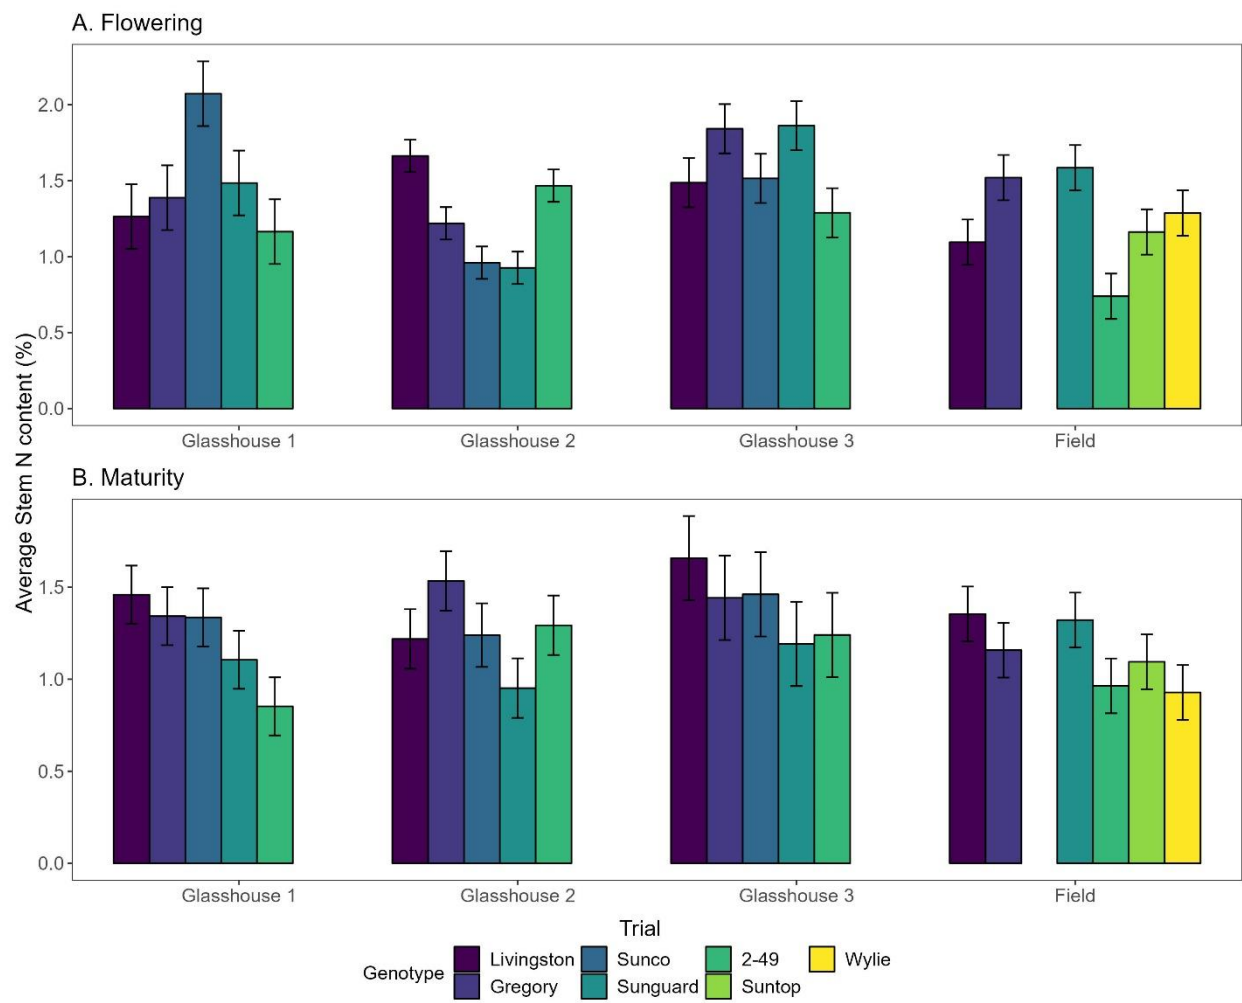 A. Flowering
2.0
1.5
1.0
0.5
0.0
Glasshouse 1 Glasshouse 2 Glasshouse 3 Field
Average Stem N content (%)
B. Maturity
1.5
1.0
0.5
0.0
Glasshouse 1 Glasshouse 2 Glasshouse 3 Field
Trial
Genotype
Livingston Sunco 2-49 Wylie
Gregory Sunguard Suntop